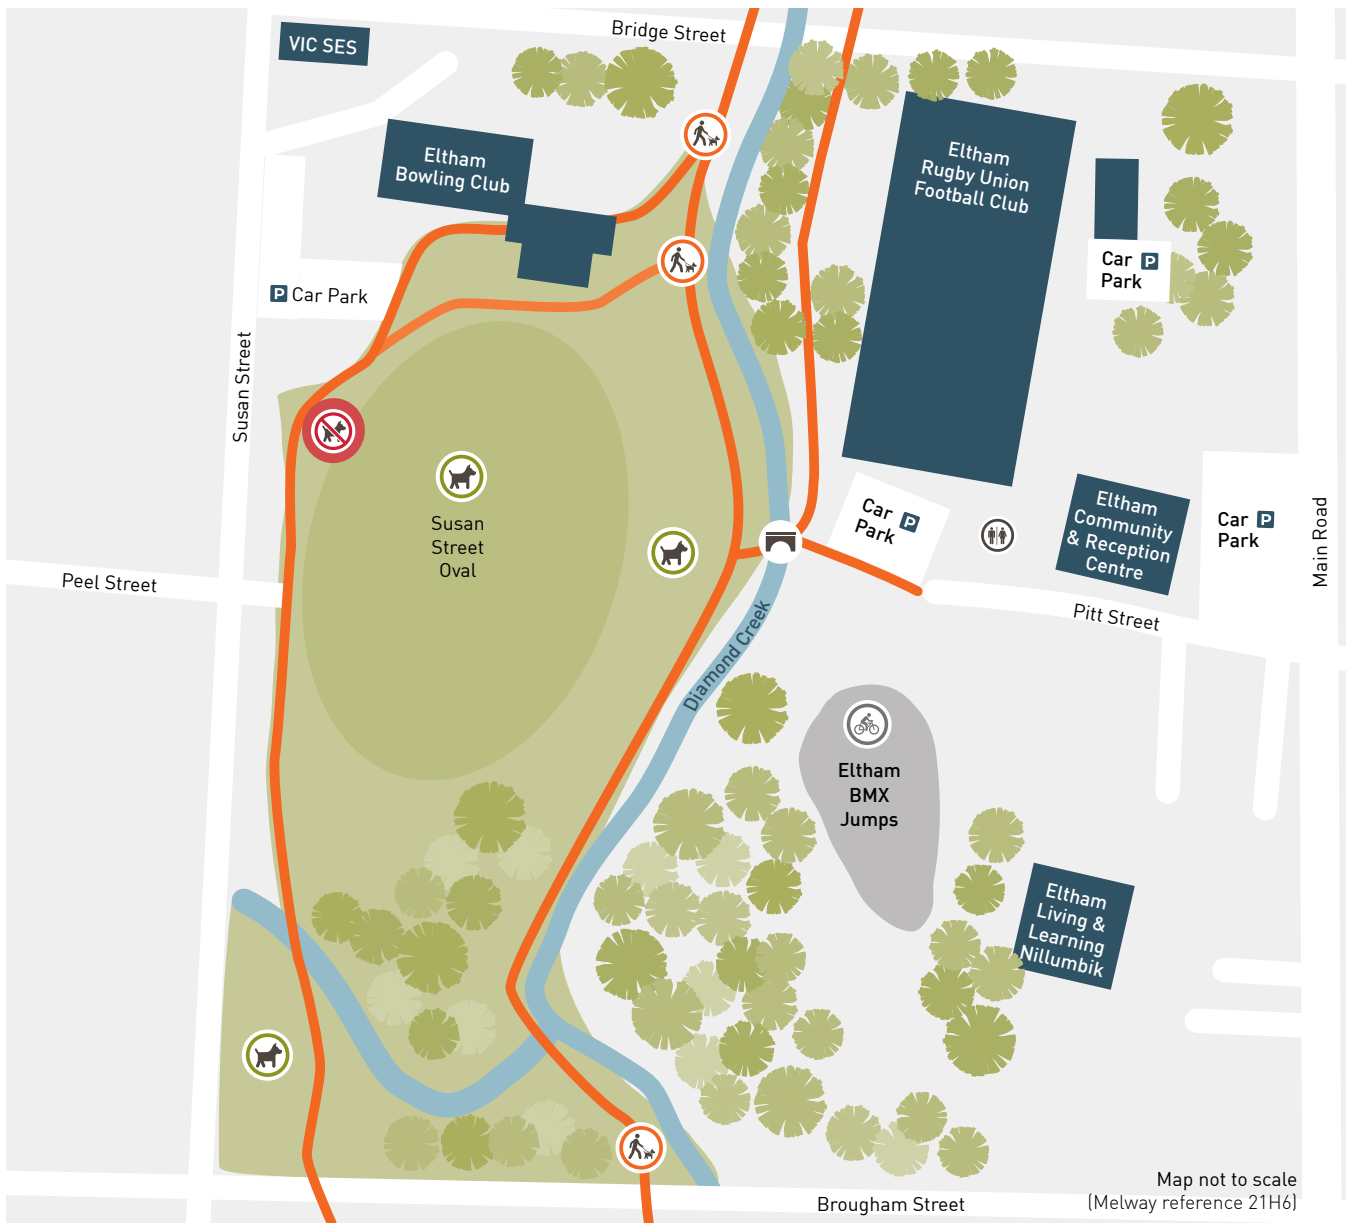 Bridge Street
VIC SES
Eltham
Bowling Club
Eltham
Rugby Union
Football Club
Car P
Park
P Car Park
Susan Street
Susan
Street
Oval
Car P
Park
Eltham
Community
& Reception
Centre
Car P
Park
Main Road
Peel Street
Pitt Street
Diamond Creek
Eltham
BMX
Jumps
Eltham
Living &
Learning
Nillumbik
Map not to scale
(Melway reference 21H6)
Brougham Street